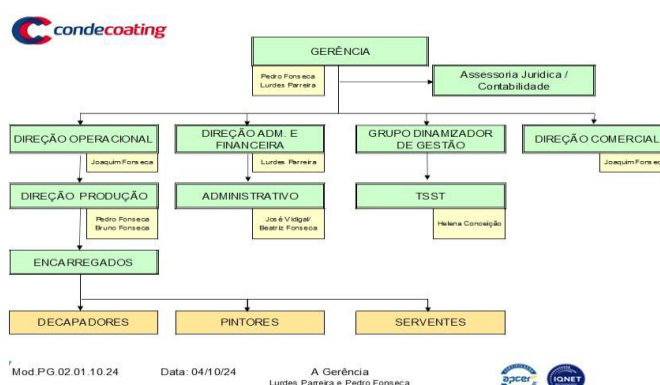 condecoating
GERÊNCIA
Pedro Fonseca
Lurdes Parreira
Assessoria Juridica /
Contabilidade
DIREÇÃO OPERACIONAL
Joaquim Fonseca
DIREÇÃO ADM. E
FINANCEIRA
Lurdes Parreira
GRUPO DINAMIZADOR
DE GESTÃO
DIREÇÃO COMERCIAL
Joaquim Fonseca
DIREÇÃO PRODUÇÃO
Pedro Fonseca
Bruno Fonseca
ADMINISTRATIVO
José Vidigal/
Beatriz Fonseca
TSST
Helena Conceição
ENCARREGADOS
DECAPADORES
PINTORES
SERVENTES
Mod.PG.02.01.10.24
Data: 04/10/24
A Gerência
Lurdes Parreira e Pedro Fonseca
apcer
IQNET